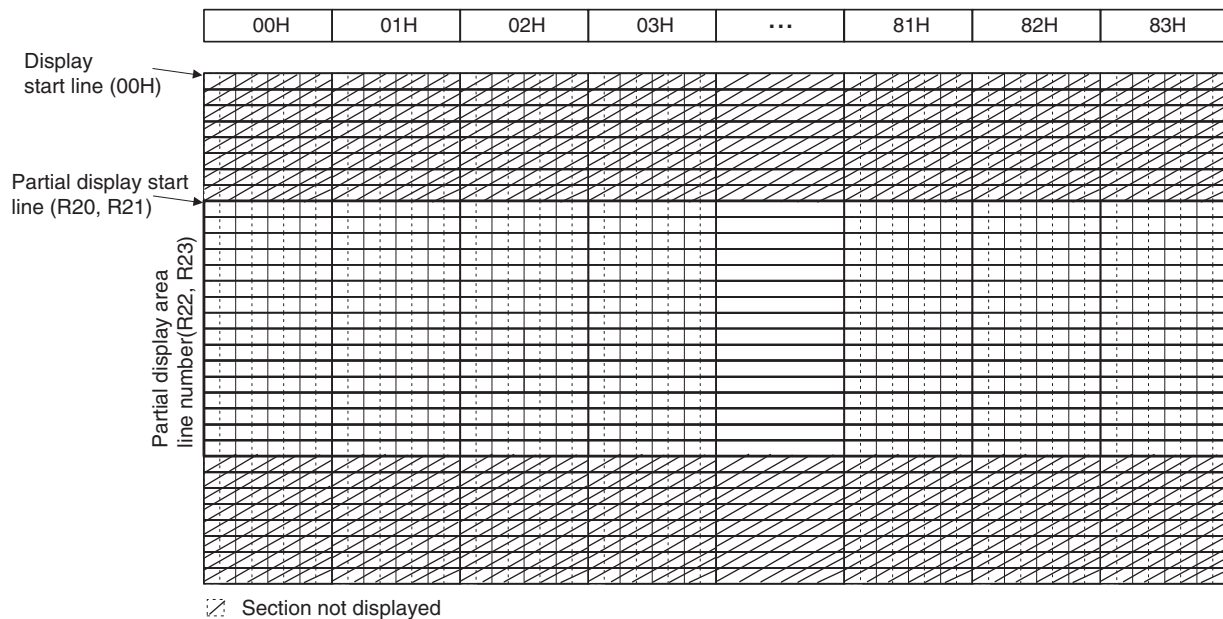 00H 01H 02H 03H ... 81H 82H 83H
Display
start line (00H)
Partial display start
line (R20, R21)
Partial display area
line number(R22, R23)
Section not displayed